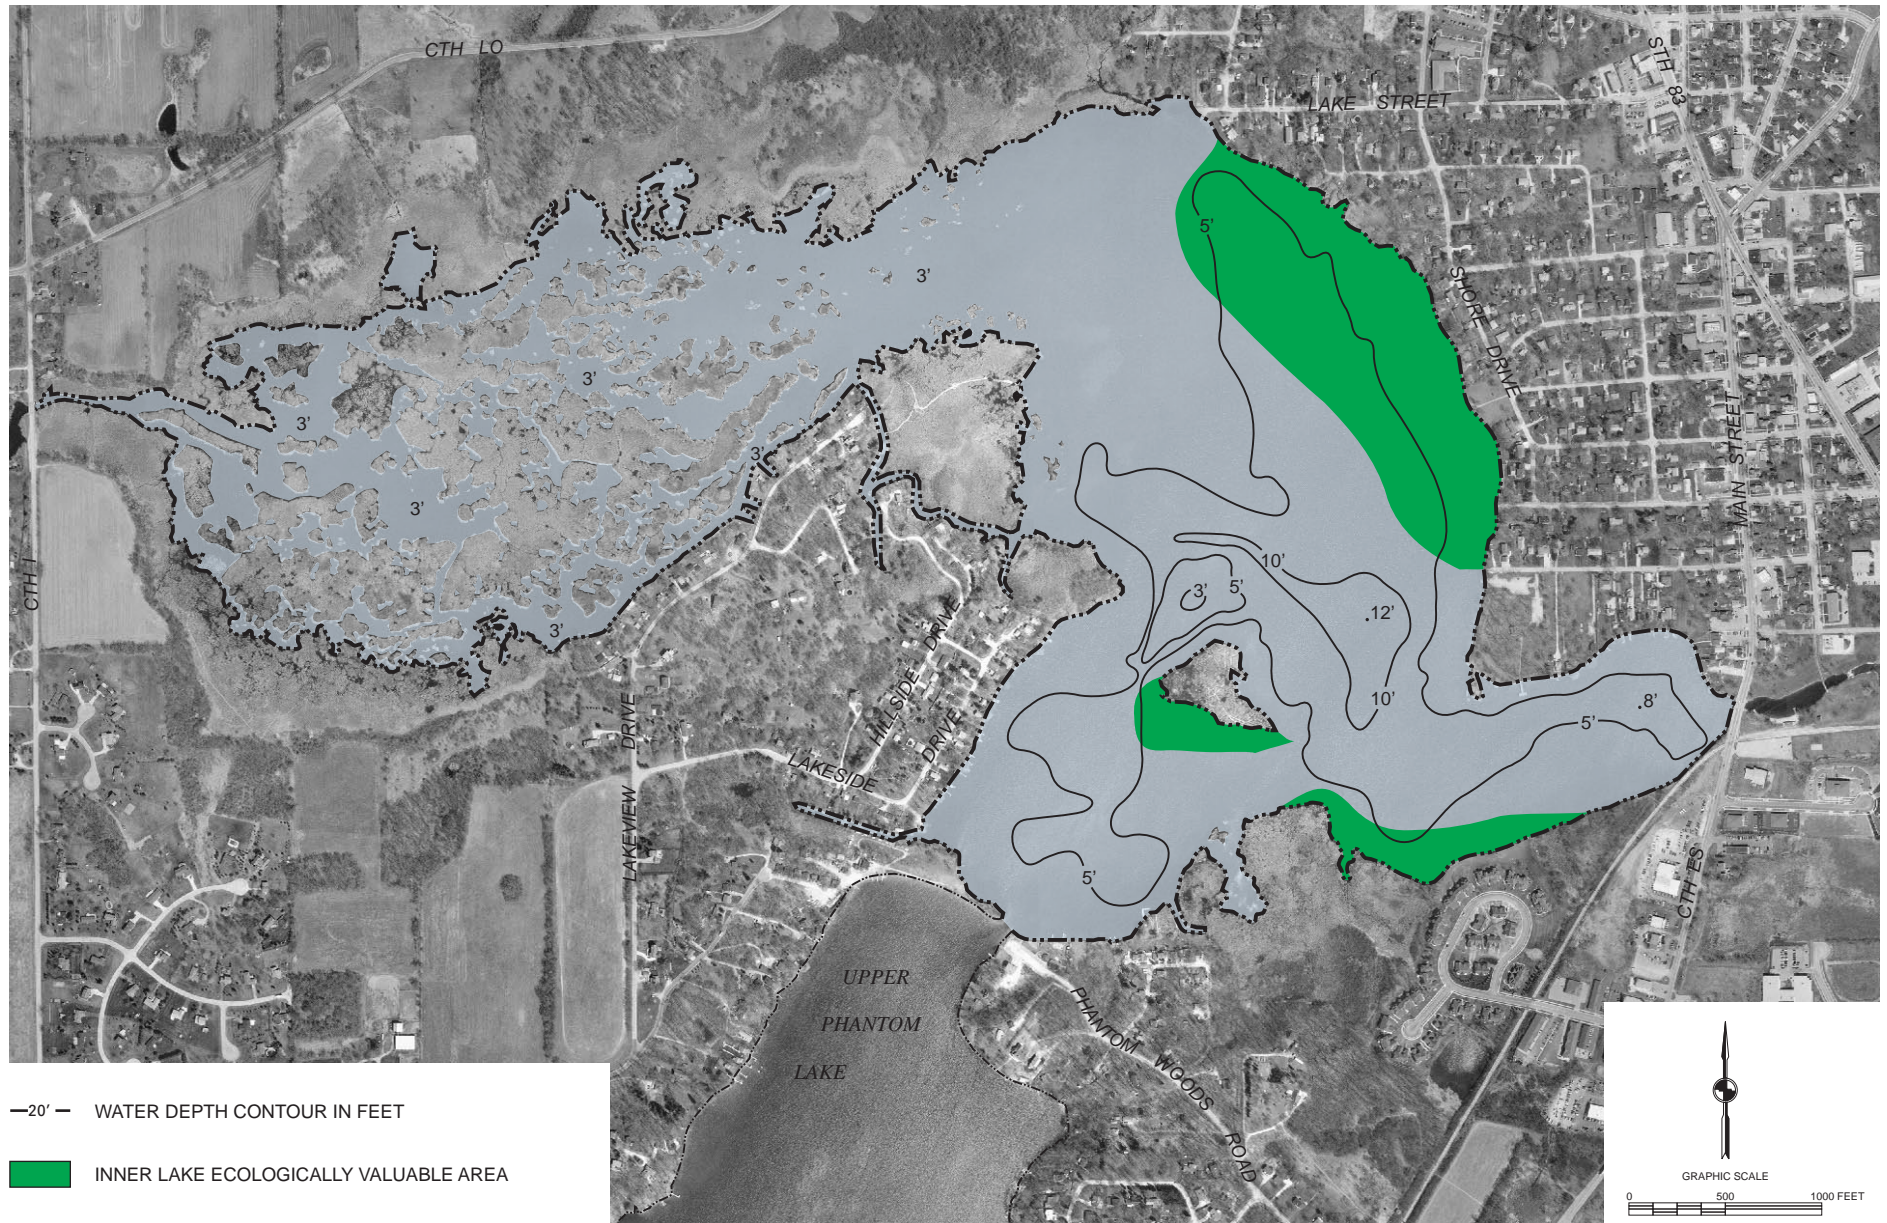 CTH LO
STH 83
LAKE STREET
5'
3'
SHORE DRIVE
3'
3'
MAIN STREET
3'
3'
10'
CTH I
3'
5'
12'
3'
HILLSIDE DRIVE
10'
8'
5'
LAKEVIEW DRIVE
LAKESIDE DRIVE
5'
CTH ES
UPPER
PHANTOM
LAKE
PHANTOM WOODS ROAD
20' WATER DEPTH CONTOUR IN FEET
INNER LAKE ECOLOGICALLY VALUABLE AREA
GRAPHIC SCALE
0 500 1000 FEET